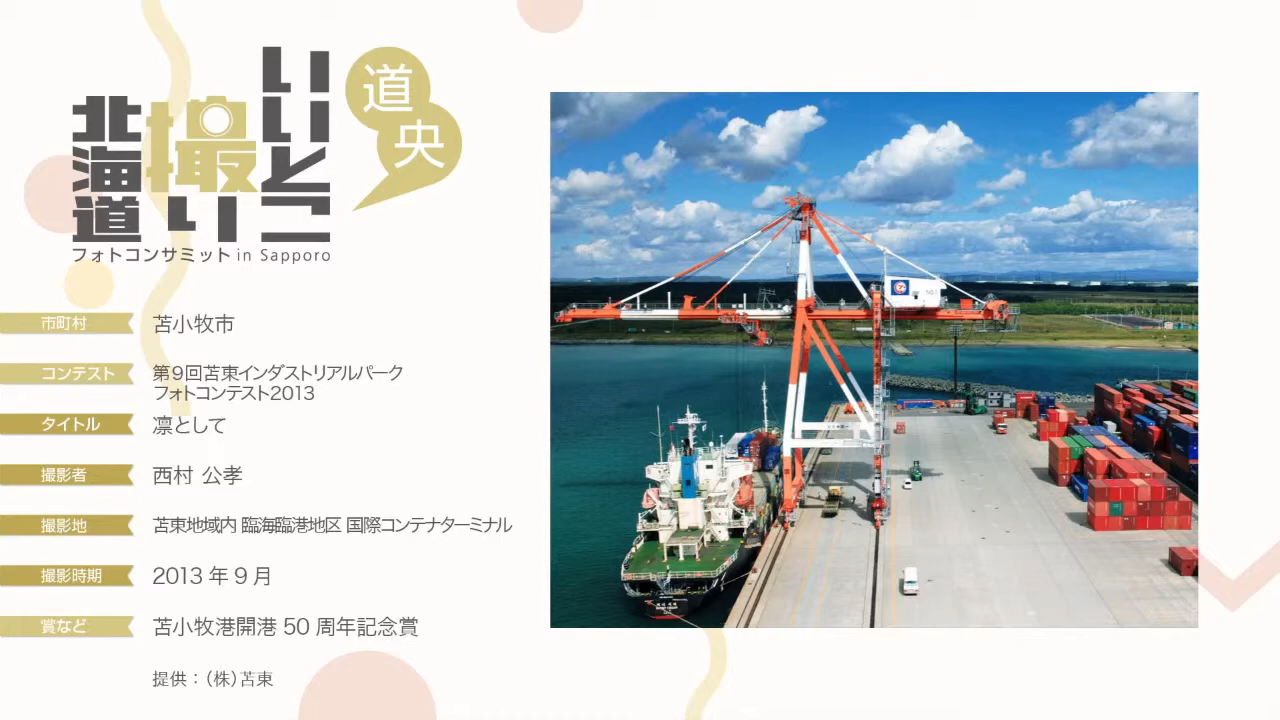 北海道
撮り
いいとこ
道央
フォトコンサミット in Sapporo
市町村 苫小牧市
コンテスト 第9回苫東インダストリアルパーク
フォトコンテスト2013
タイトル 凛として
撮影者 西村 公孝
撮影地 苫東地域内 臨海臨港地区 国際コンテナターミナル
撮影時期 2013 年 9 月
賞など 苫小牧港開港 50 周年記念賞
提供：（株）苫東